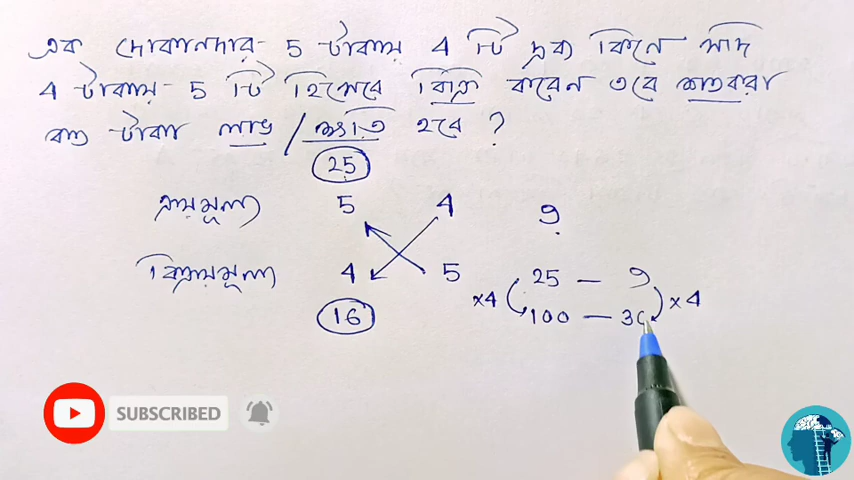 এক দোকানদার 5 টাকায় 4 টি দ্রব্য কিনে যদি
4 টাকায় 5 টি হিসেবে বিক্রি করেন তবে শতকরা
কত টাকা লাভ / ক্ষতি হবে ?
25
ক্রয়মূল্য 5 4 9
বিক্রয়মূল্য 4 5
16
25 — 9
×4 ×4
100 — 36
SUBSCRIBED